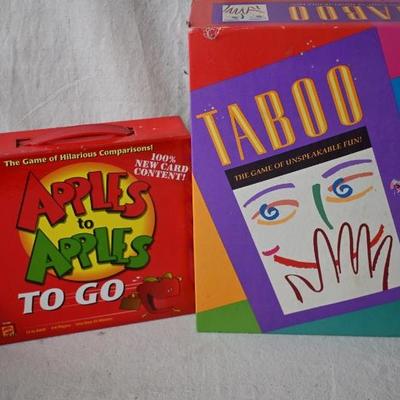 The Game of Hilarious Comparisons!
100%
NEW CARD
CONTENT!
APPLES
to
APPLES
TO GO
TABOO
TABOO
THE GAME OF UNSPEAKABLE FUN!